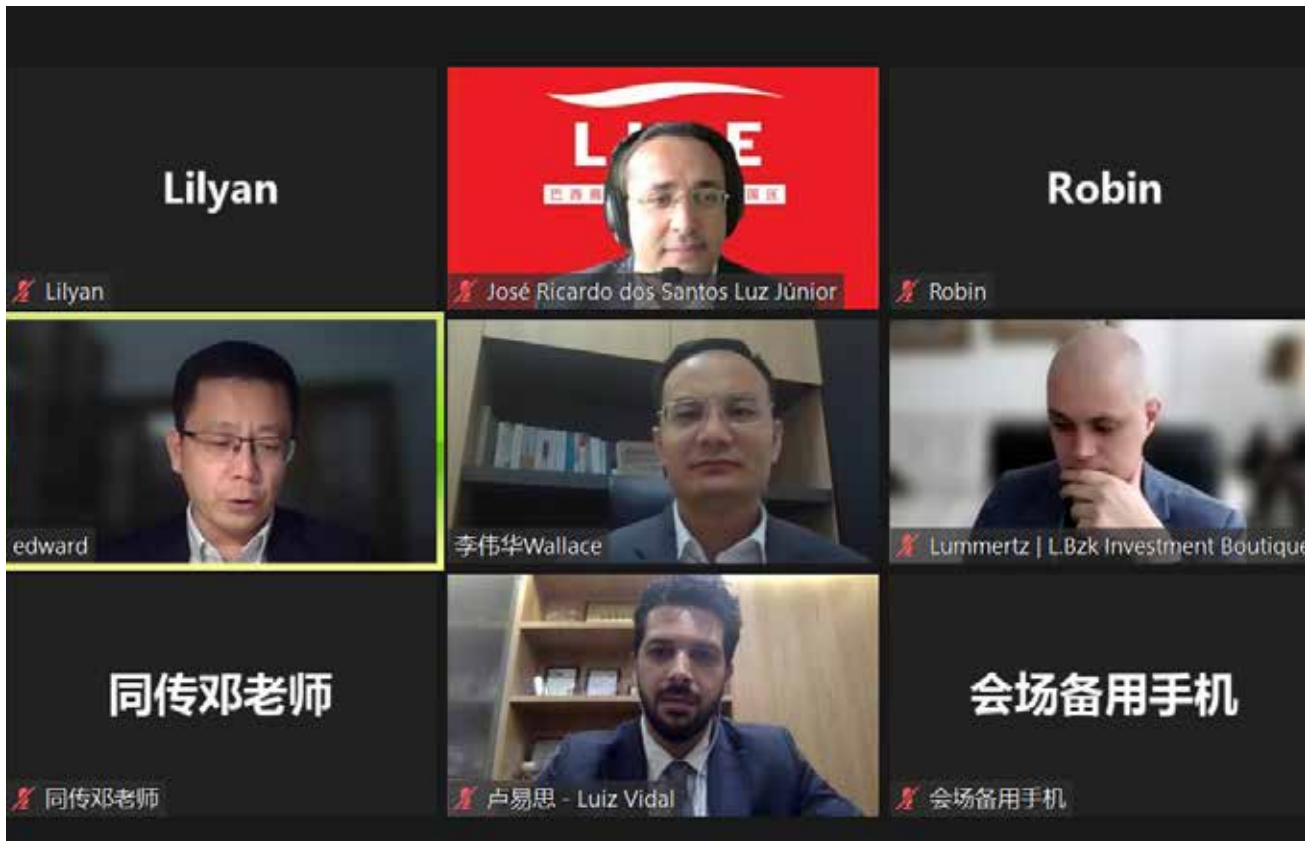 Lilyan
Lilyan
José Ricardo dos Santos Luz Júnior
Robin
Robin
edward
李伟华Wallace
Lummertz | L.Bzk Investment Boutique
同传邓老师
同传邓老师
卢易思 - Luiz Vidal
会场备用手机
会场备用手机